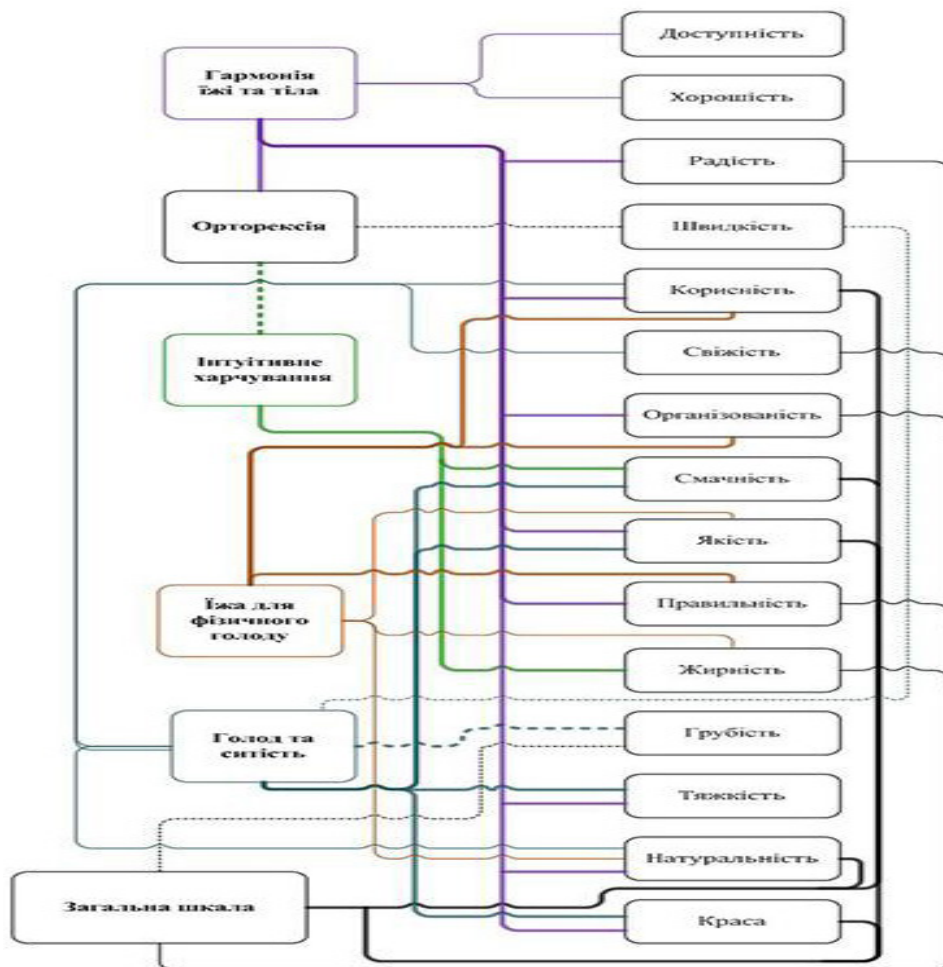 Доступність
Гармонія
їжі та тіла
Хорошість
Радість
Орторексія
Швидкість
Корисність
Інтуітивне
харчування
Свіжість
Організованість
Смачність
Якість
Їжа для
фізичного
голоду
Правильність
Жирність
Голод та
ситість
Грубість
Тяжкість
Натуральність
Загальна шкала
Краса